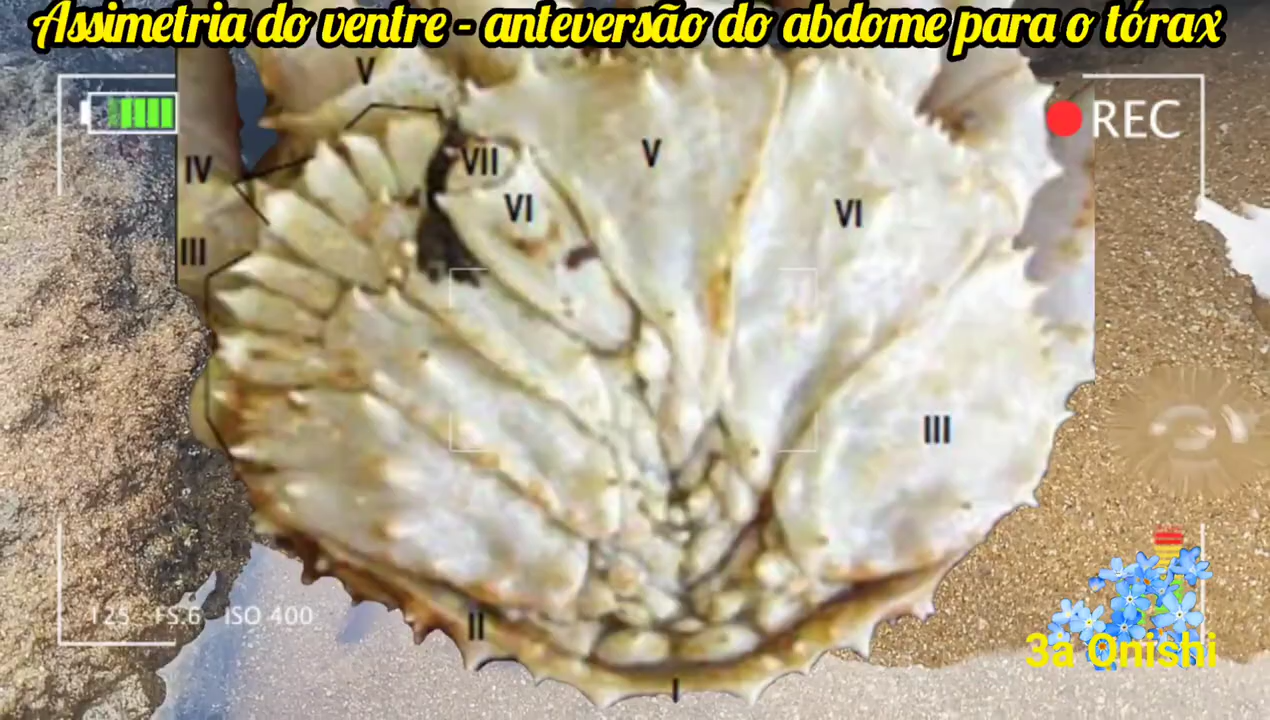 Assimetria do ventre - anteversão do abdome para o tórax
REC
V
IV
VII
V
VI
VI
III
III
125 FS.6 ISO 400
II
3a Onishi
I